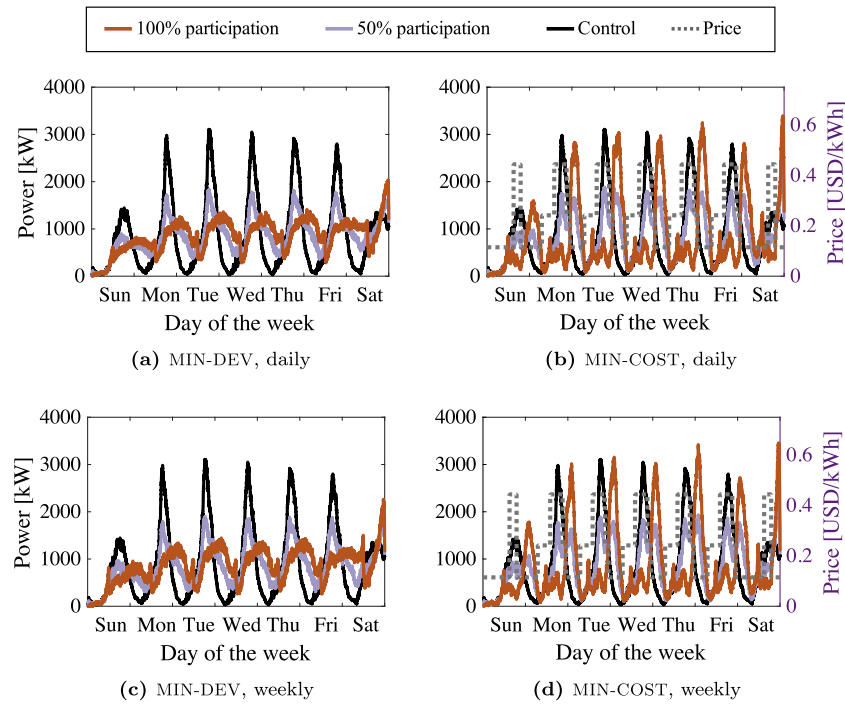 100% participation 50% participation Control Price
4000
3000
2000
1000
0
Power [kW]
Sun Mon Tue Wed Thu Fri Sat
Day of the week
(a) MIN-DEV, daily
4000
3000
2000
1000
0
Power [kW]
0.6
0.4
0.2
0
Price [USD/kWh]
Sun Mon Tue Wed Thu Fri Sat
Day of the week
(b) MIN-COST, daily
4000
3000
2000
1000
0
Power [kW]
Sun Mon Tue Wed Thu Fri Sat
Day of the week
(c) MIN-DEV, weekly
4000
3000
2000
1000
0
Power [kW]
0.6
0.4
0.2
0
Price [USD/kWh]
Sun Mon Tue Wed Thu Fri Sat
Day of the week
(d) MIN-COST, weekly